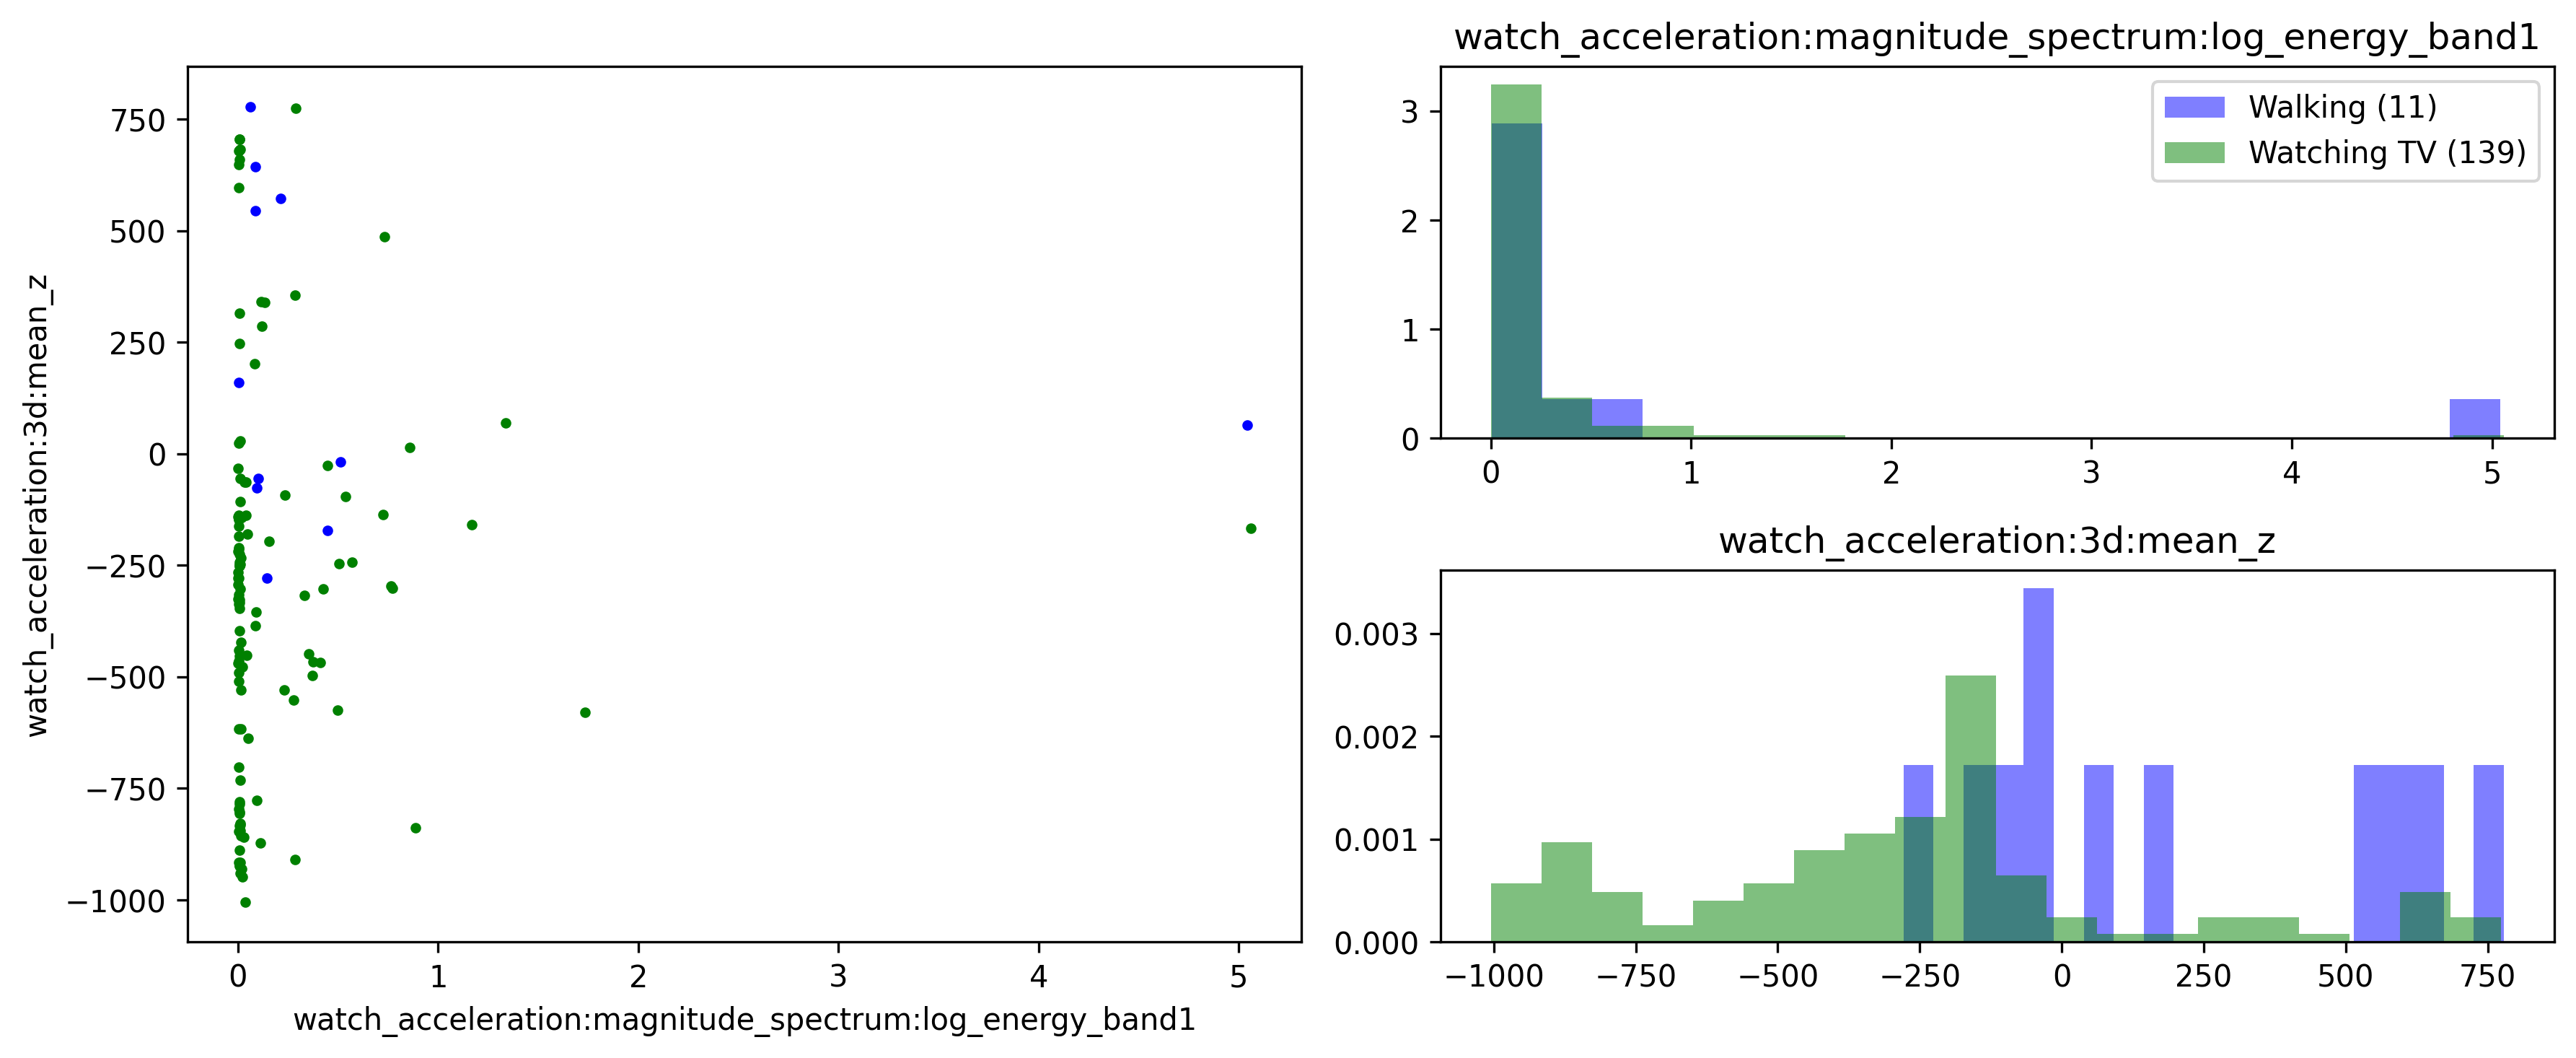 watch_acceleration:3d:mean_z
750
500
250
0
−250
−500
−750
−1000
0 1 2 3 4 5
watch_acceleration:magnitude_spectrum:log_energy_band1
watch_acceleration:magnitude_spectrum:log_energy_band1
Walking (11)
Watching TV (139)
3
2
1
0
0 1 2 3 4 5
watch_acceleration:3d:mean_z
0.003
0.002
0.001
0.000
−1000 −750 −500 −250 0 250 500 750